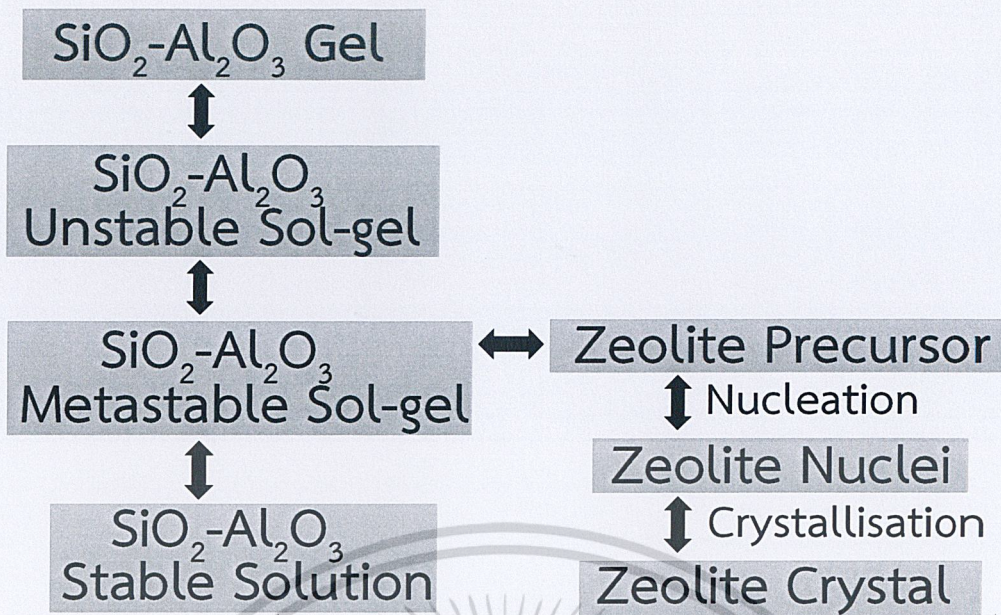 SiO₂-Al₂O₃ Gel
SiO₂-Al₂O₃
Unstable Sol-gel
SiO₂-Al₂O₃
Metastable Sol-gel
SiO₂-Al₂O₃
Stable Solution
Zeolite Precursor
Nucleation
Zeolite Nuclei
Crystallisation
Zeolite Crystal